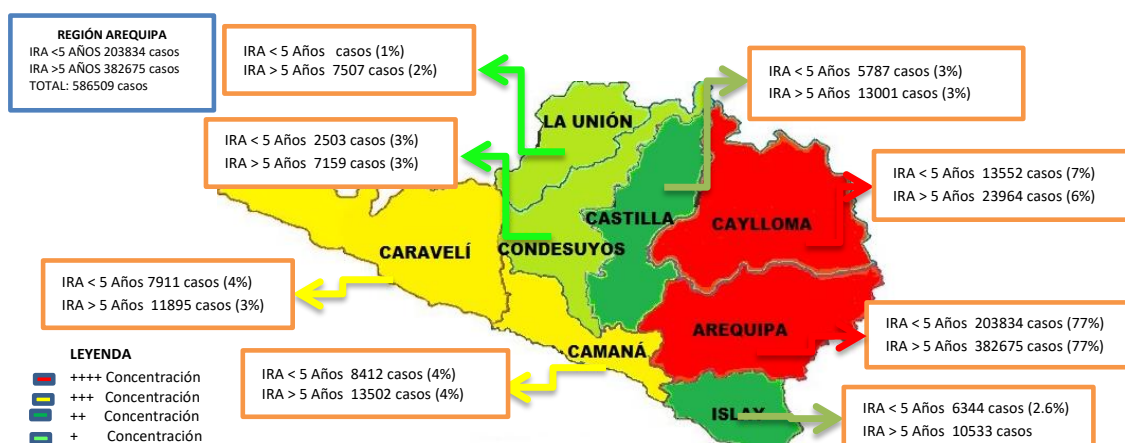 REGIÓN AREQUIPA
IRA <5 AÑOS 203834 casos
IRA >5 AÑOS 382675 casos
TOTAL: 586509 casos
IRA < 5 Años casos (1%)
IRA > 5 Años 7507 casos (2%)
IRA < 5 Años 5787 casos (3%)
IRA > 5 Años 13001 casos (3%)
LA UNIÓN
IRA < 5 Años 2503 casos (3%)
IRA > 5 Años 7159 casos (3%)
IRA < 5 Años 13552 casos (7%)
IRA > 5 Años 23964 casos (6%)
CASTILLA
CAYLLOMA
CARAVELÍ
CONDESUYOS
IRA < 5 Años 7911 casos (4%)
IRA > 5 Años 11895 casos (3%)
AREQUIPA
IRA < 5 Años 203834 casos (77%)
IRA > 5 Años 382675 casos (77%)
CAMANÁ
LEYENDA
++++ Concentración
+++ Concentración
++ Concentración
+ Concentración
IRA < 5 Años 8412 casos (4%)
IRA > 5 Años 13502 casos (4%)
ISLAY
IRA < 5 Años 6344 casos (2.6%)
IRA > 5 Años 10533 casos